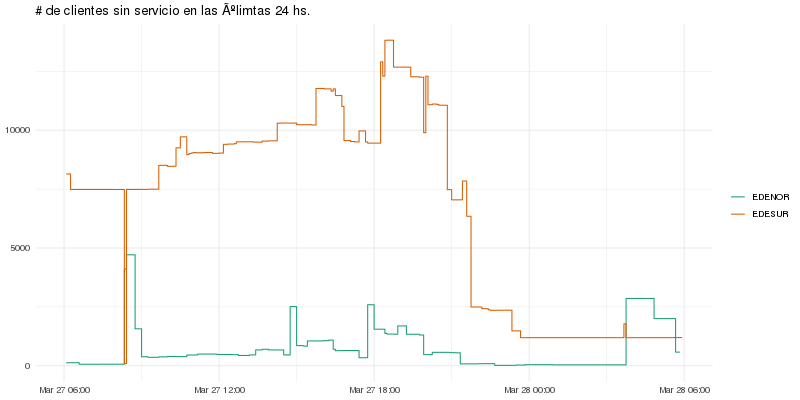 # de clientes sin servicio en las Ãºlimtas 24 hs.
10000
5000
0
Mar 27 06:00
Mar 27 12:00
Mar 27 18:00
Mar 28 00:00
Mar 28 06:00
EDENOR
EDESUR